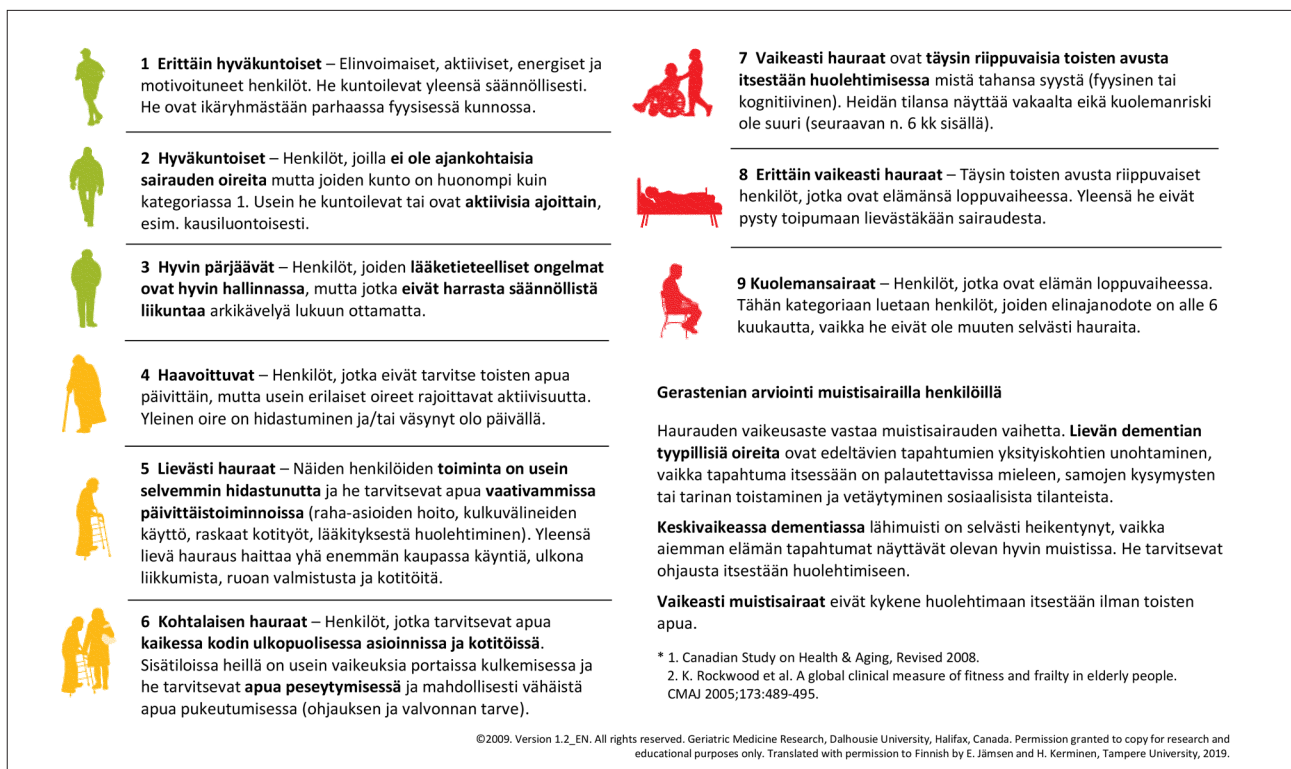 1 Erittäin hyväkuntoiset – Elinvoimaiset, aktiiviset, energiset ja
motivoituneet henkilöt. He kuntoilevat yleensä säännöllisesti.
He ovat ikäryhmästään parhaassa fyysisessä kunnossa.
2 Hyväkuntoiset – Henkilöt, joilla ei ole ajankohtaisia
sairauden oireita mutta joiden kunto on huonompi kuin
kategoriassa 1. Usein he kuntoilevat tai ovat aktiivisia ajoittain,
esim. kausiluontoisesti.
3 Hyvin pärjäävät – Henkilöt, joiden lääketieteelliset ongelmat
ovat hyvin hallinnassa, mutta jotka eivät harrasta säännöllistä
liikuntaa arkikävelyä lukuun ottamatta.
4 Haavoittuvat – Henkilöt, jotka eivät tarvitse toisten apua
päivittäin, mutta usein erilaiset oireet rajoittavat aktiivisuutta.
Yleinen oire on hidastuminen ja/tai väsynyt olo päivällä.
5 Lievästi hauraat – Näiden henkilöiden toiminta on usein
selvemmin hidastunutta ja he tarvitsevat apua vaativammissa
päivittäistoiminnoissa (raha-asioiden hoito, kulkuvälineiden
käyttö, raskaat kotityöt, lääkityksestä huolehtiminen). Yleensä
lievä hauraus haittaa yhä enemmän kaupassa käyntiä, ulkona
liikkumista, ruoan valmistusta ja kotitöitä.
6 Kohtalaisen hauraat – Henkilöt, jotka tarvitsevat apua
kaikessa kodin ulkopuolisessa asioinnissa ja kotitöissä.
Sisätiloissa heillä on usein vaikeuksia portaissa kulkemisessa ja
he tarvitsevat apua peseytymisessä ja mahdollisesti vähäistä
apua pukeutumisessa (ohjauksen ja valvonnan tarve).
7 Vaikeasti hauraat ovat täysin riippuvaisia toisten avusta
itsestään huolehtimisessa mistä tahansa syystä (fyysinen tai
kognitiivinen). Heidän tilansa näyttää vakaalta eikä kuolemanriski
ole suuri (seuraavan n. 6 kk sisällä).
8 Erittäin vaikeasti hauraat – Täysin toisten avusta riippuvaiset
henkilöt, jotka ovat elämänsä loppuvaiheessa. Yleensä he eivät
pysty toipumaan lievästäkään sairaudesta.
9 Kuolemansairaat – Henkilöt, jotka ovat elämän loppuvaiheessa.
Tähän kategoriaan luetaan henkilöt, joiden elinajanodote on alle 6
kuukautta, vaikka he eivät ole muuten selvästi hauraita.
Gerastenian arviointi muistisairailla henkilöillä
Haurauden vaikeusaste vastaa muistisairauden vaihetta. Lievän dementian
tyypillisiä oireita ovat edeltävien tapahtumien yksityiskohtien unohtaminen,
vaikka tapahtuma itsessään on palautettavissa mieleen, samojen kysymysten
tai tarinan toistaminen ja vetäytyminen sosiaalisista tilanteista.
Keskivaikeassa dementiassa lähimuisti on selvästi heikentynyt, vaikka
aiemman elämän tapahtumat näyttävät olevan hyvin muistissa. He tarvitsevat
ohjausta itsestään huolehtimiseen.
Vaikeasti muistisairaat eivät kykene huolehtimaan itsestään ilman toisten
apua.
* 1. Canadian Study on Health & Aging, Revised 2008.
2. K. Rockwood et al. A global clinical measure of fitness and frailty in elderly people.
CMAJ 2005;173:489-495.
©2009. Version 1.2_EN. All rights reserved. Geriatric Medicine Research, Dalhousie University, Halifax, Canada. Permission granted to copy for research and
educational purposes only. Translated with permission to Finnish by E. Jämsen and H. Kerminen, Tampere University, 2019.